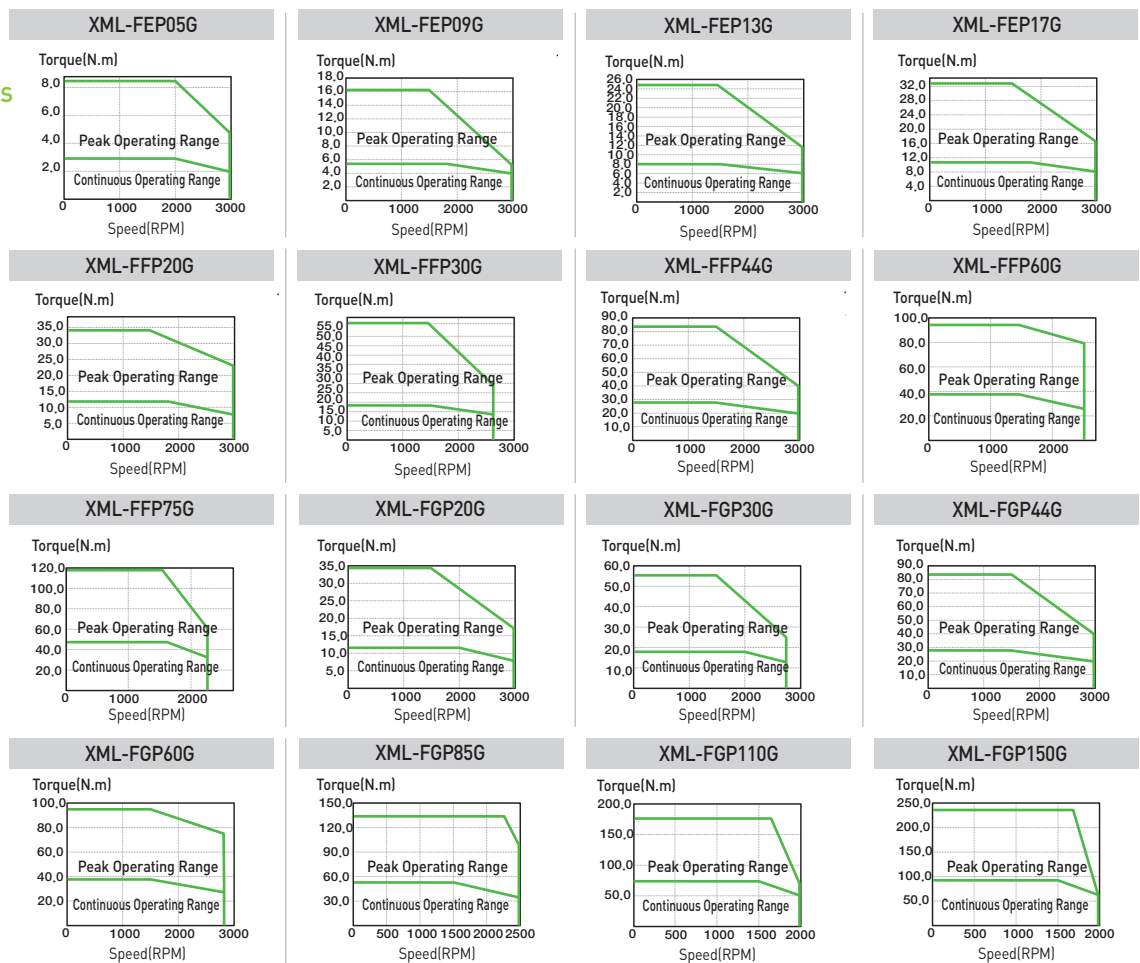 S
XML-FEP05G
Torque(N.m)
8,0
6,0
4,0
2,0
Peak Operating Range
Continuous Operating Range
0 1000 2000 3000
Speed(RPM)
XML-FEP09G
Torque(N.m)
18,0
16,0
14,0
12,0
10,0
8,0
6,0
4,0
2,0
Peak Operating Range
Continuous Operating Range
0 1000 2000 3000
Speed(RPM)
XML-FEP13G
Torque(N.m)
26,0
24,0
22,0
20,0
18,0
16,0
14,0
12,0
10,0
8,0
6,0
4,0
2,0
Peak Operating Range
Continuous Operating Range
0 1000 2000 3000
Speed(RPM)
XML-FEP17G
Torque(N.m)
32,0
28,0
24,0
20,0
16,0
12,0
8,0
4,0
Peak Operating Range
Continuous Operating Range
0 1000 2000 3000
Speed(RPM)
XML-FFP20G
Torque(N.m)
35,0
30,0
25,0
20,0
15,0
10,0
5,0
Peak Operating Range
Continuous Operating Range
0 1000 2000 3000
Speed(RPM)
XML-FFP30G
Torque(N.m)
55,0
50,0
45,0
40,0
35,0
30,0
25,0
20,0
15,0
10,0
5,0
Peak Operating Range
Continuous Operating Range
0 1000 2000 3000
Speed(RPM)
XML-FFP44G
Torque(N.m)
90,0
80,0
70,0
60,0
50,0
40,0
30,0
20,0
10,0
Peak Operating Range
Continuous Operating Range
0 1000 2000 3000
Speed(RPM)
XML-FFP60G
Torque(N.m)
100,0
80,0
60,0
40,0
20,0
Peak Operating Range
Continuous Operating Range
0 1000 2000
Speed(RPM)
XML-FFP75G
Torque(N.m)
120,0
100,0
80,0
60,0
40,0
20,0
Peak Operating Range
Continuous Operating Range
0 1000 2000
Speed(RPM)
XML-FGP20G
Torque(N.m)
35,0
30,0
25,0
20,0
15,0
10,0
5,0
Peak Operating Range
Continuous Operating Range
0 1000 2000 3000
Speed(RPM)
XML-FGP30G
Torque(N.m)
60,0
50,0
40,0
30,0
20,0
10,0
Peak Operating Range
Continuous Operating Range
0 1000 2000 3000
Speed(RPM)
XML-FGP44G
Torque(N.m)
90,0
80,0
70,0
60,0
50,0
40,0
30,0
20,0
10,0
Peak Operating Range
Continuous Operating Range
0 1000 2000 3000
Speed(RPM)
XML-FGP60G
Torque(N.m)
100,0
80,0
60,0
40,0
20,0
Peak Operating Range
Continuous Operating Range
0 1000 2000 3000
Speed(RPM)
XML-FGP85G
Torque(N.m)
150,0
120,0
90,0
60,0
30,0
Peak Operating Range
Continuous Operating Range
0 500 1000 1500 2000 2500
Speed(RPM)
XML-FGP110G
Torque(N.m)
200,0
150,0
100,0
50,0
Peak Operating Range
Continuous Operating Range
0 500 1000 1500 2000
Speed(RPM)
XML-FGP150G
Torque(N.m)
250,0
200,0
150,0
100,0
50,0
Peak Operating Range
Continuous Operating Range
0 500 1000 1500 2000
Speed(RPM)